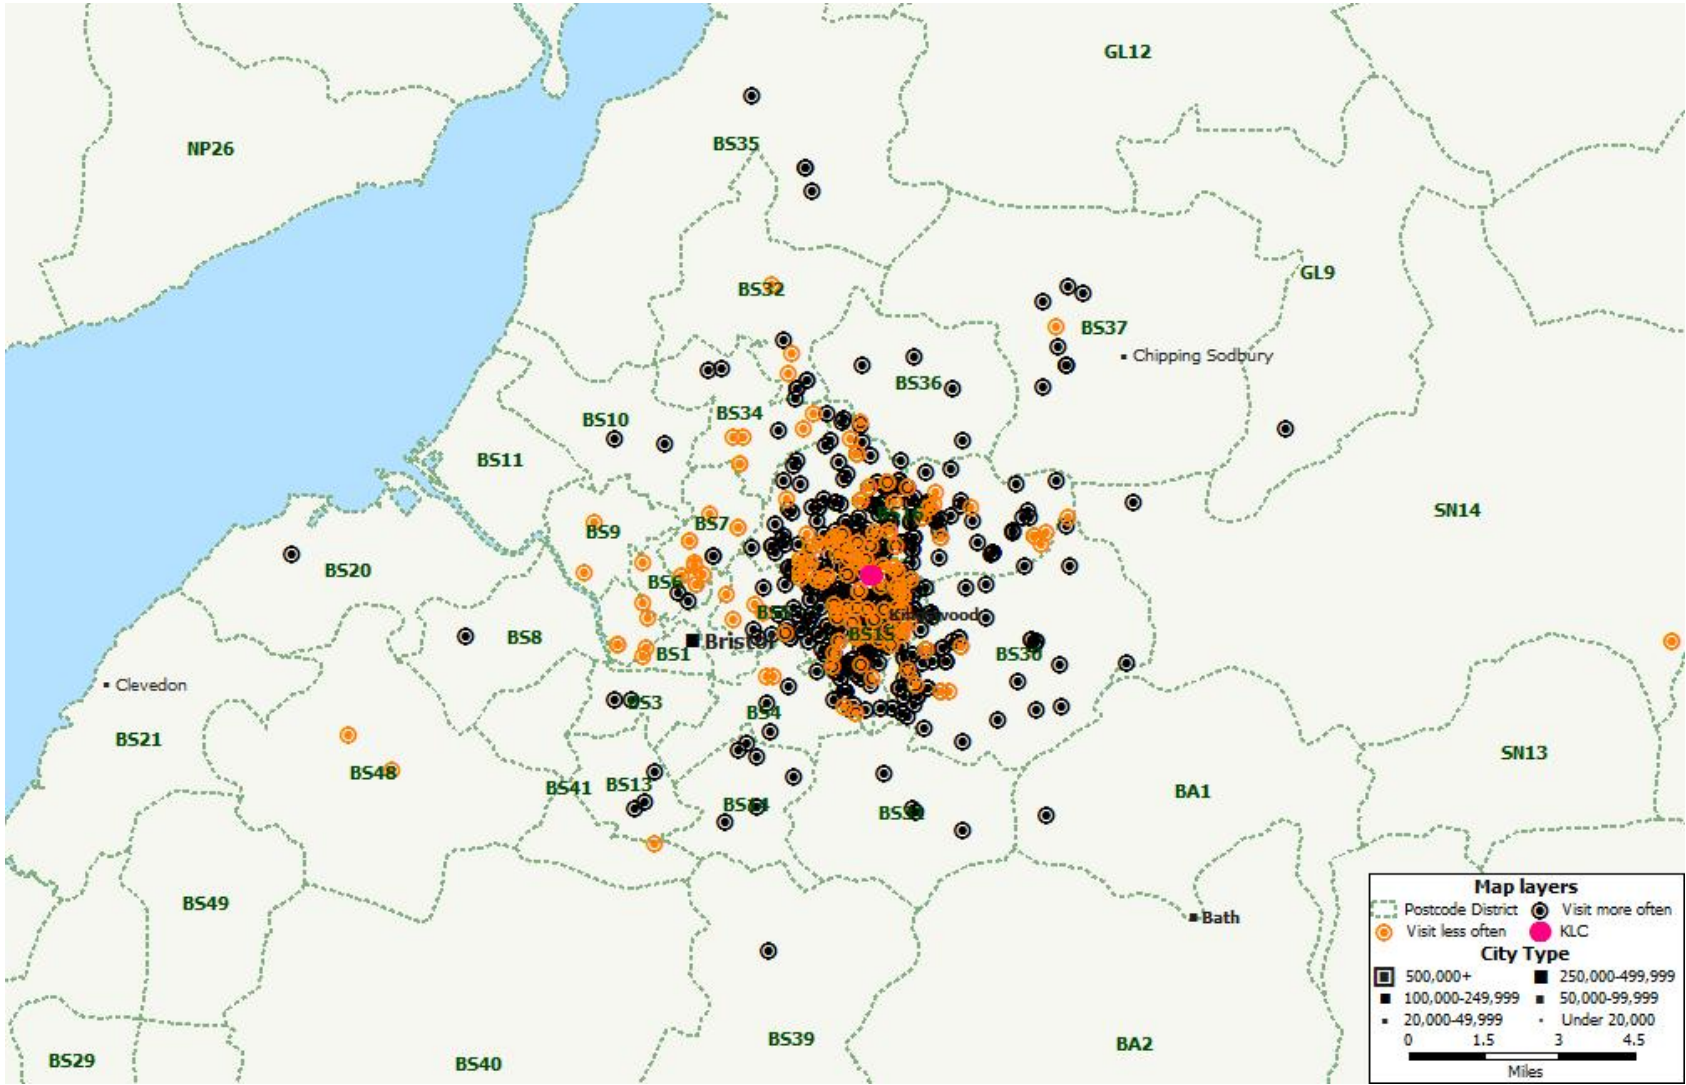 GL12
NP26
BS35
GL9
BS32
BS37
Chipping Sodbury
BS36
BS34
BS10
BS11
SN14
BS7
BS9
BS20
BS6
BS8
BS15
Bristol
BS1
BS30
Clevedon
BS3
BS4
BS21
SN13
BS48
BS13
BS41
BA1
BS49
Bath
BS39
BA2
BS29
BS40
Map layers
Postcode District Visit more often
Visit less often KLC
City Type
500,000+ 250,000-499,999
100,000-249,999 50,000-99,999
20,000-49,999 Under 20,000
0 1.5 3 4.5
Miles